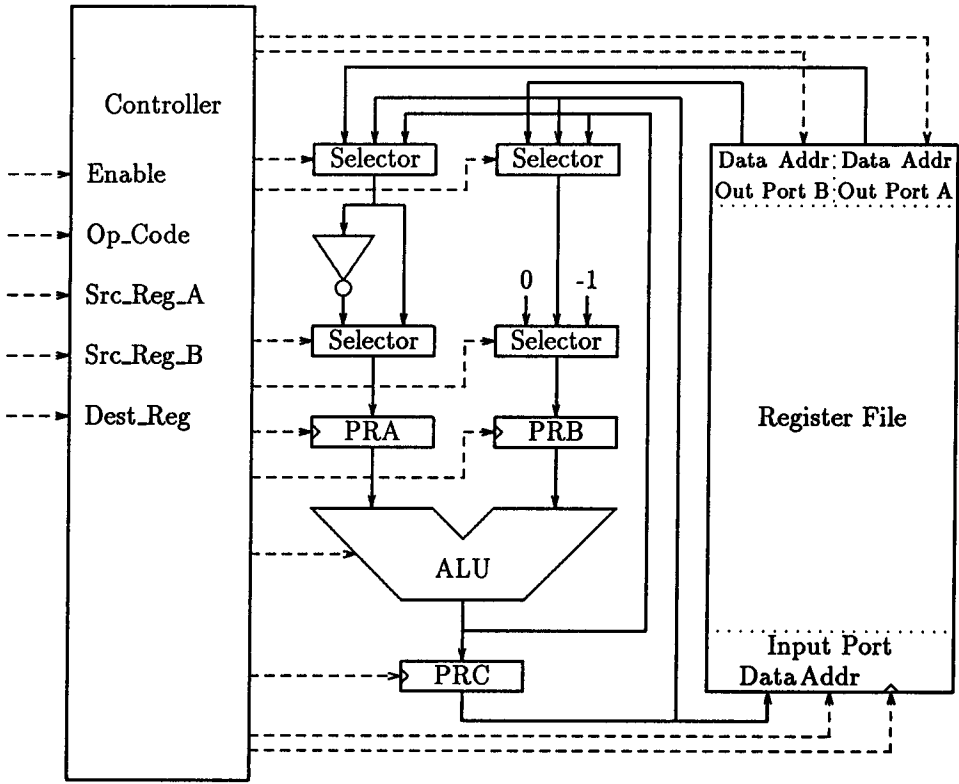 Controller
Enable
Op_Code
Src_Reg_A
Src_Reg_B
Dest_Reg
Selector
Selector
0
-1
Selector
Selector
PRA
PRB
ALU
PRC
Data Addr
Out Port B
Data Addr
Out Port A
Register File
Input Port
Data Addr